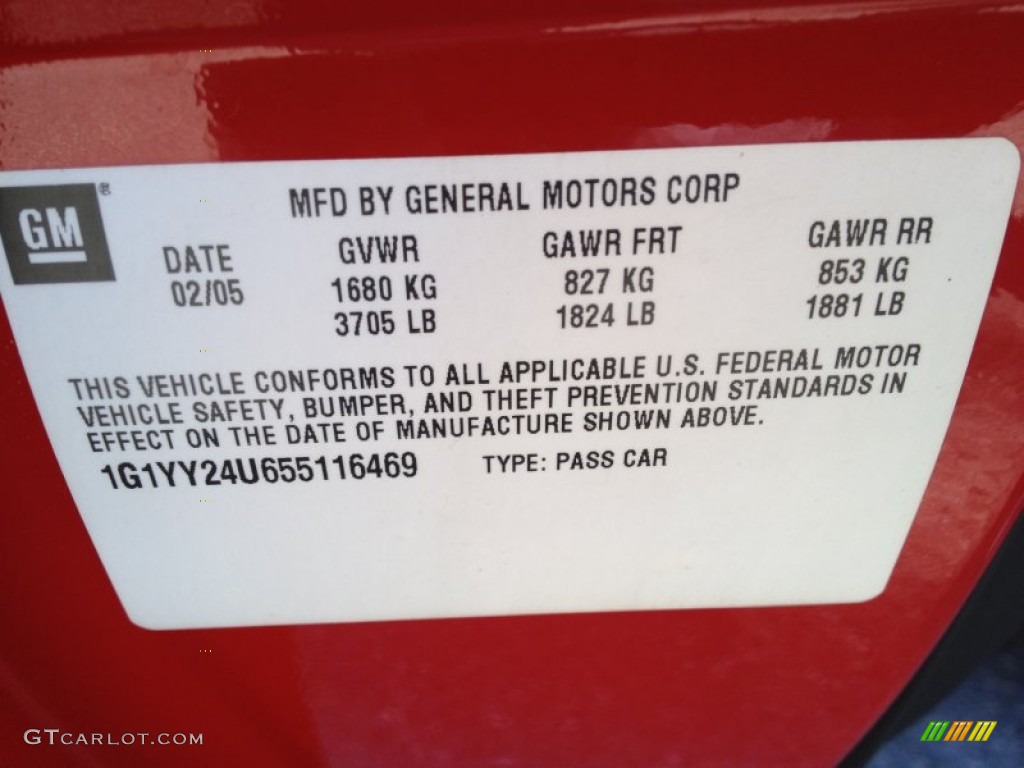 GM®
MFD BY GENERAL MOTORS CORP
DATE GVWR GAWR FRT GAWR RR
02/05 1680 KG 827 KG 853 KG
3705 LB 1824 LB 1881 LB
THIS VEHICLE CONFORMS TO ALL APPLICABLE U.S. FEDERAL MOTOR
VEHICLE SAFETY, BUMPER, AND THEFT PREVENTION STANDARDS IN
EFFECT ON THE DATE OF MANUFACTURE SHOWN ABOVE.
1G1YY24U655116469 TYPE: PASS CAR
GTCARLOT.COM